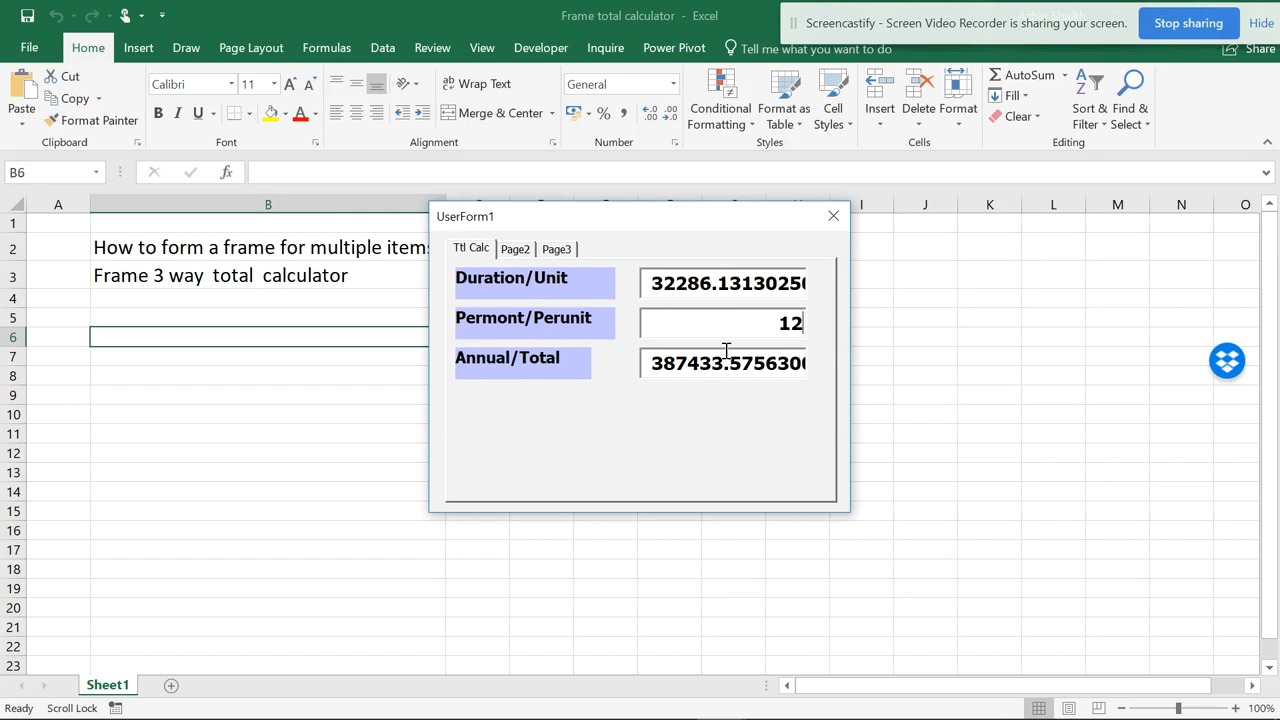 Frame total calculator - Excel
Screencastify - Screen Video Recorder is sharing your screen.
Stop sharing
Hide
File Home Insert Draw Page Layout Formulas Data Review View Developer Inquire Power Pivot Tell me what you want to do Share
Paste
Cut
Copy
Format Painter
Clipboard
Calibri 11
B I U
Font
Wrap Text
Merge & Center
Alignment
General
Number
Conditional Formatting
Format as Table
Cell Styles
Styles
Insert Delete Format
Cells
AutoSum
Fill
Clear
Sort & Filter
Find & Select
Editing
B6
fx
A B I J K L M N O
1
2 How to form a frame for multiple items
3 Frame 3 way total calculator
4
5
6
7
8
9
10
11
12
13
14
15
16
17
18
19
20
21
22
23
UserForm1
Ttl Calc Page2 Page3
Duration/Unit 32286.1313025
Permont/Perunit 12
Annual/Total 387433.575630
Sheet1
Ready Scroll Lock 100%